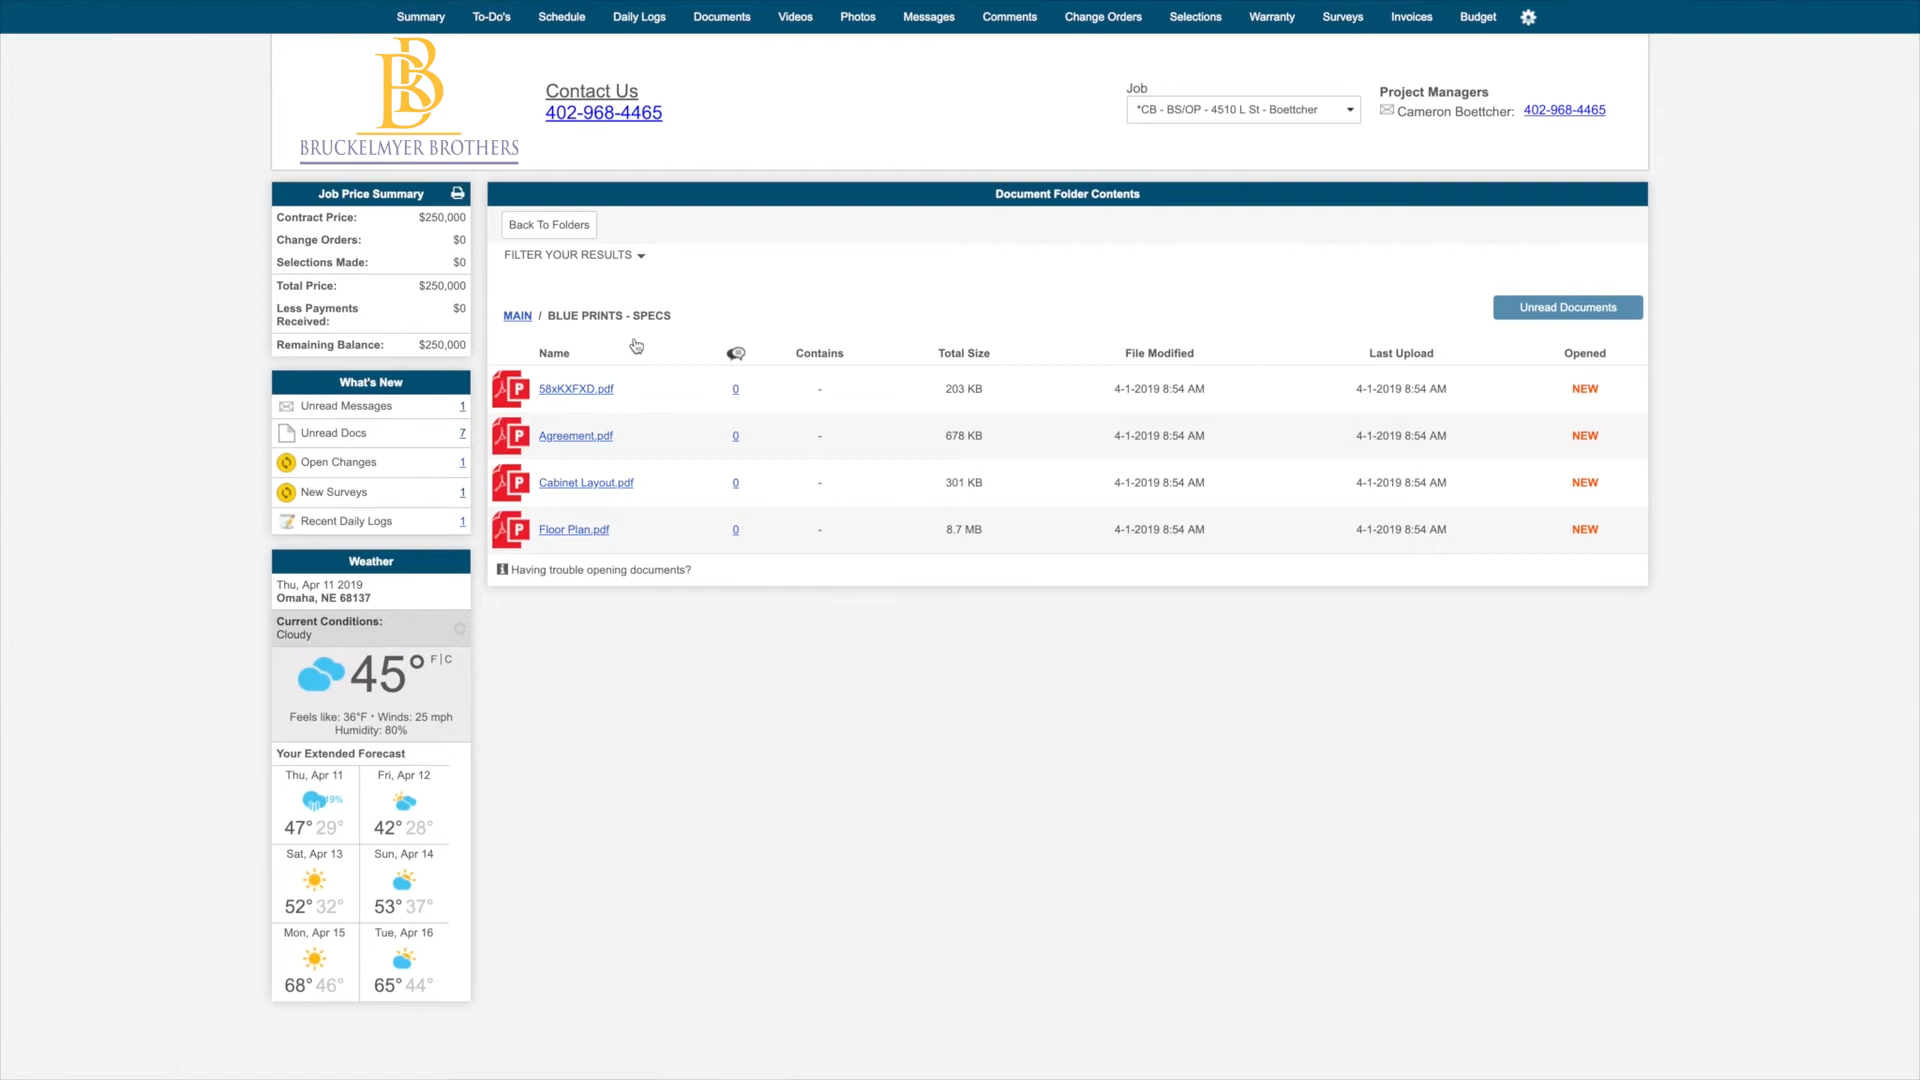 Summary To-Do's Schedule Daily Logs Documents Videos Photos Messages Comments Change Orders Selections Warranty Surveys Invoices Budget
BB
BRUCKELMYER BROTHERS
Contact Us
402-968-4465
Job
*CB - BS/OP - 4510 L St - Boettcher
Project Managers
Cameron Boettcher: 402-968-4465
Job Price Summary
Contract Price: $250,000
Change Orders: $0
Selections Made: $0
Total Price: $250,000
Less Payments $0
Received:
Remaining Balance: $250,000
What's New
Unread Messages 1
Unread Docs 7
Open Changes 1
New Surveys 1
Recent Daily Logs 1
Weather
Thu, Apr 11 2019
Omaha, NE 68137
Current Conditions:
Cloudy
45° F|C
Feels like: 36°F • Winds: 25 mph
Humidity: 80%
Your Extended Forecast
Thu, Apr 11 Fri, Apr 12
19%
47° 29° 42° 28°
Sat, Apr 13 Sun, Apr 14
52° 32° 53° 37°
Mon, Apr 15 Tue, Apr 16
68° 46° 65° 44°
Document Folder Contents
Back To Folders
FILTER YOUR RESULTS
Unread Documents
MAIN / BLUE PRINTS - SPECS
Name Contains Total Size File Modified Last Upload Opened
P 58xKXFXD.pdf 0 - 203 KB 4-1-2019 8:54 AM 4-1-2019 8:54 AM NEW
P Agreement.pdf 0 - 678 KB 4-1-2019 8:54 AM 4-1-2019 8:54 AM NEW
P Cabinet Layout.pdf 0 - 301 KB 4-1-2019 8:54 AM 4-1-2019 8:54 AM NEW
P Floor Plan.pdf 0 - 8.7 MB 4-1-2019 8:54 AM 4-1-2019 8:54 AM NEW
Having trouble opening documents?